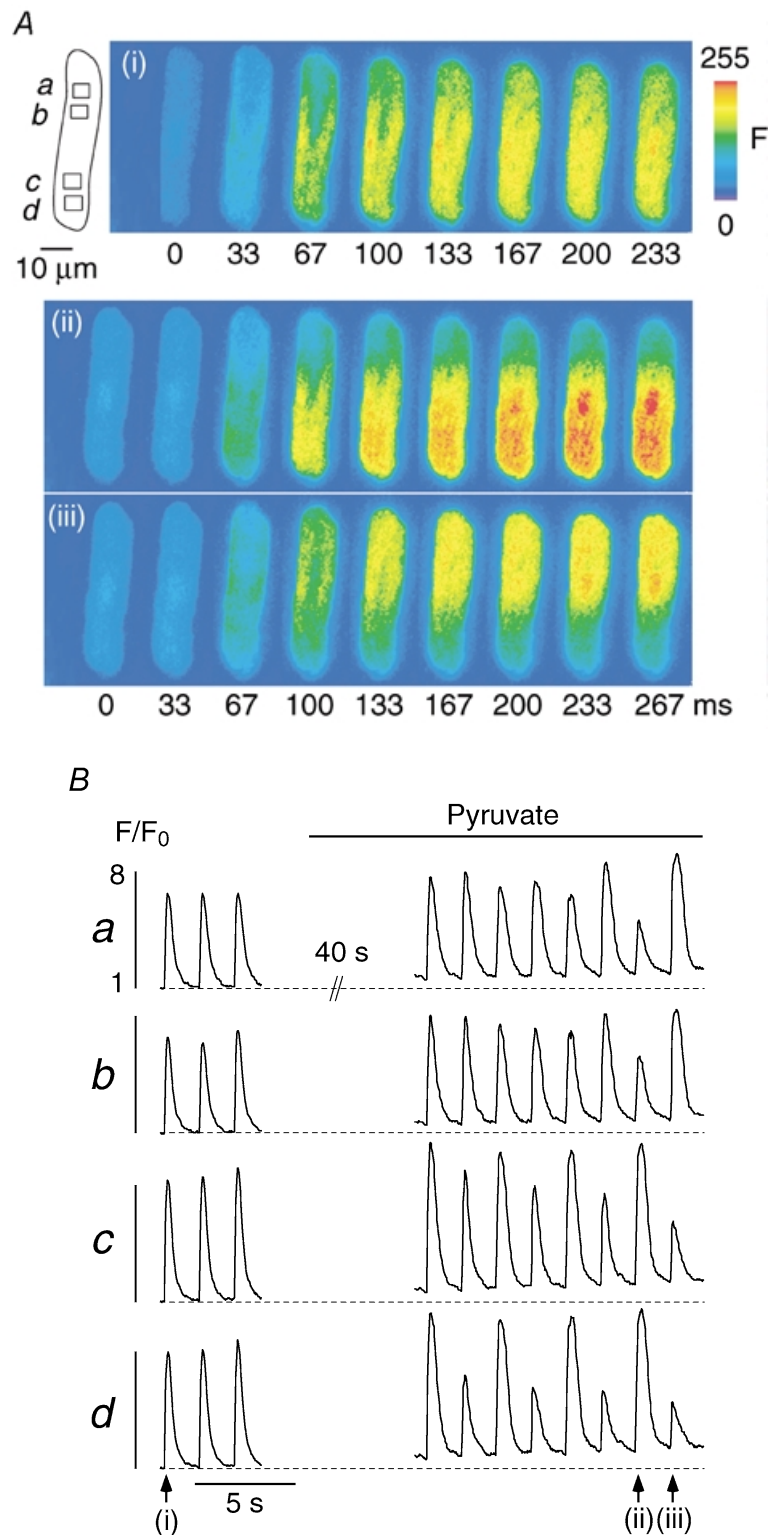 A
(i)
a
b
c
d
10 μm
255
F
0
0 33 67 100 133 167 200 233
(ii)
(iii)
0 33 67 100 133 167 200 233 267 ms
B
Pyruvate
F/F0
8
a
40 s
1
b
c
d
5 s
(i) (ii) (iii)